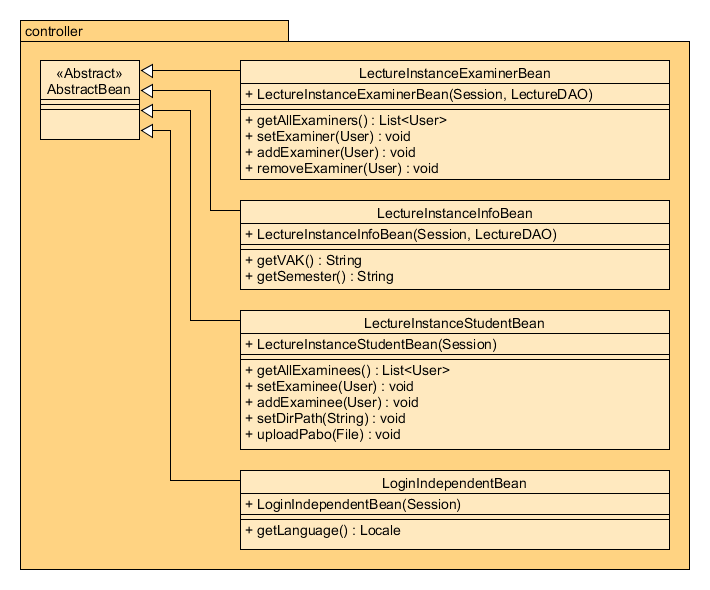 controller
«Abstract»
AbstractBean
LectureInstanceExaminerBean
+ LectureInstanceExaminerBean(Session, LectureDAO)
+ getAllExaminers() : List<User>
+ setExaminer(User) : void
+ addExaminer(User) : void
+ removeExaminer(User) : void
LectureInstanceInfoBean
+ LectureInstanceInfoBean(Session, LectureDAO)
+ getVAK() : String
+ getSemester() : String
LectureInstanceStudentBean
+ LectureInstanceStudentBean(Session)
+ getAllExaminees() : List<User>
+ setExaminee(User) : void
+ addExaminee(User) : void
+ setDirPath(String) : void
+ uploadPabo(File) : void
LoginIndependentBean
+ LoginIndependentBean(Session)
+ getLanguage() : Locale